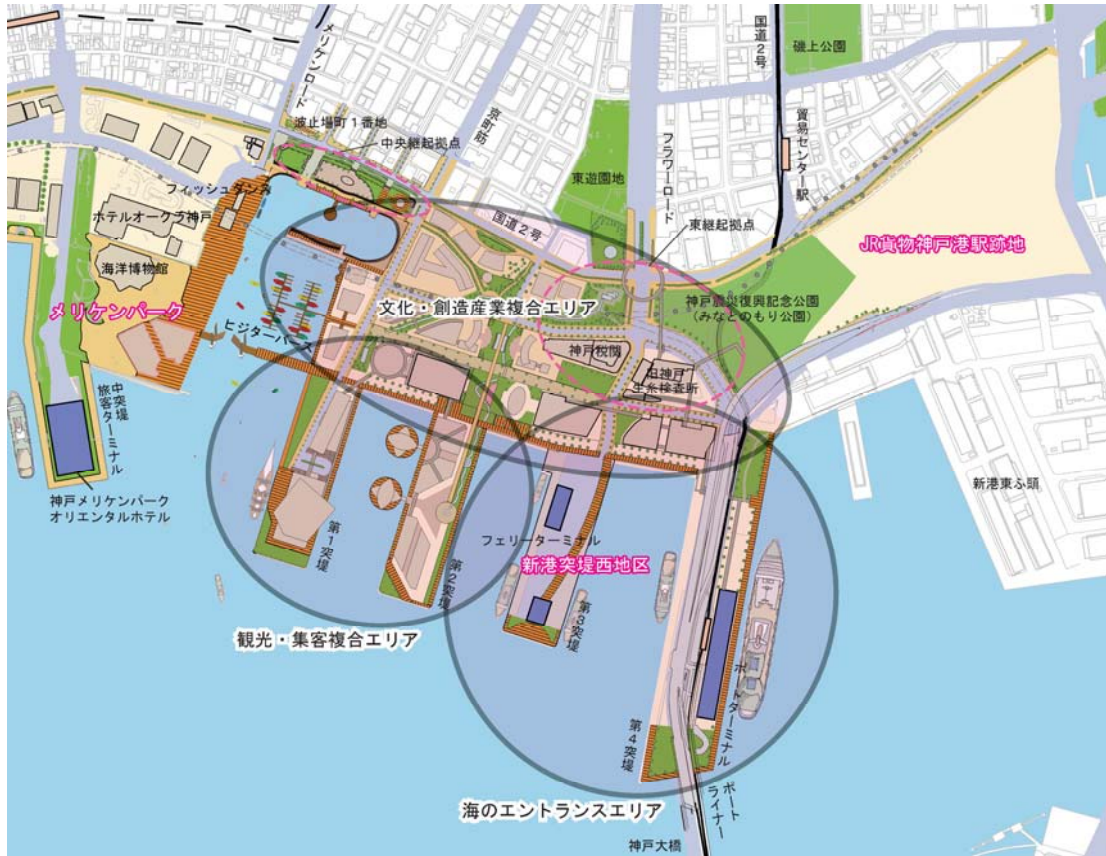 メリケンロード
国道2号
磯上公園
波止場町1番地
中央継起拠点
京町筋
貿易センター駅
フラワーロード
東遊園地
フィッシュダンス
国道2号
東継起拠点
ホテルオークラ神戸
JR貨物神戸港駅跡地
海洋博物館
文化・創造産業複合エリア
神戸震災復興記念公園
(みなとのもり公園)
メリケンパーク
ビジターバース
神戸税関
旧神戸
生糸検査所
中突堤
旅客ターミナル
新港東ふ頭
神戸メリケンパーク
オリエンタルホテル
第1突堤
フェリーターミナル
新港突堤西地区
第2突堤
第3突堤
観光・集客複合エリア
ポートターミナル
第4突堤
ポート
ライナー
海のエントランスエリア
神戸大橋